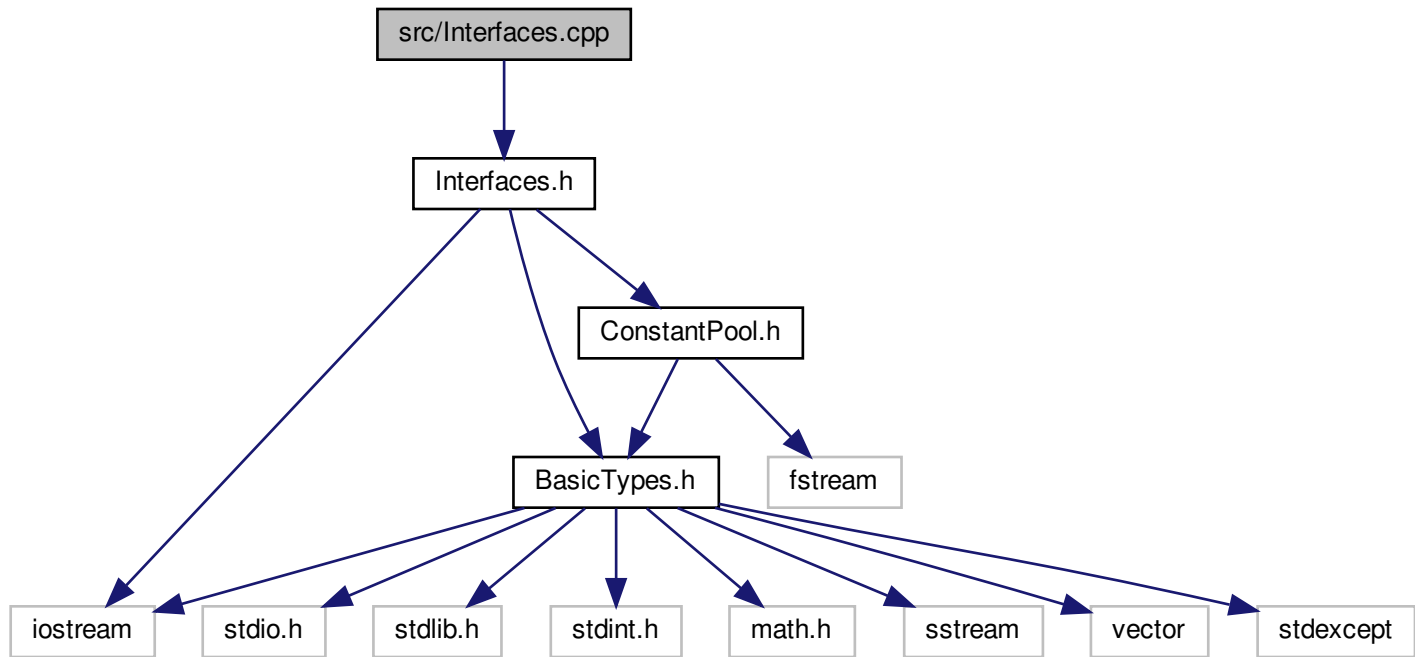 src/Interfaces.cpp
Interfaces.h
ConstantPool.h
BasicTypes.h
fstream
iostream
stdio.h
stdlib.h
stdint.h
math.h
sstream
vector
stdexcept